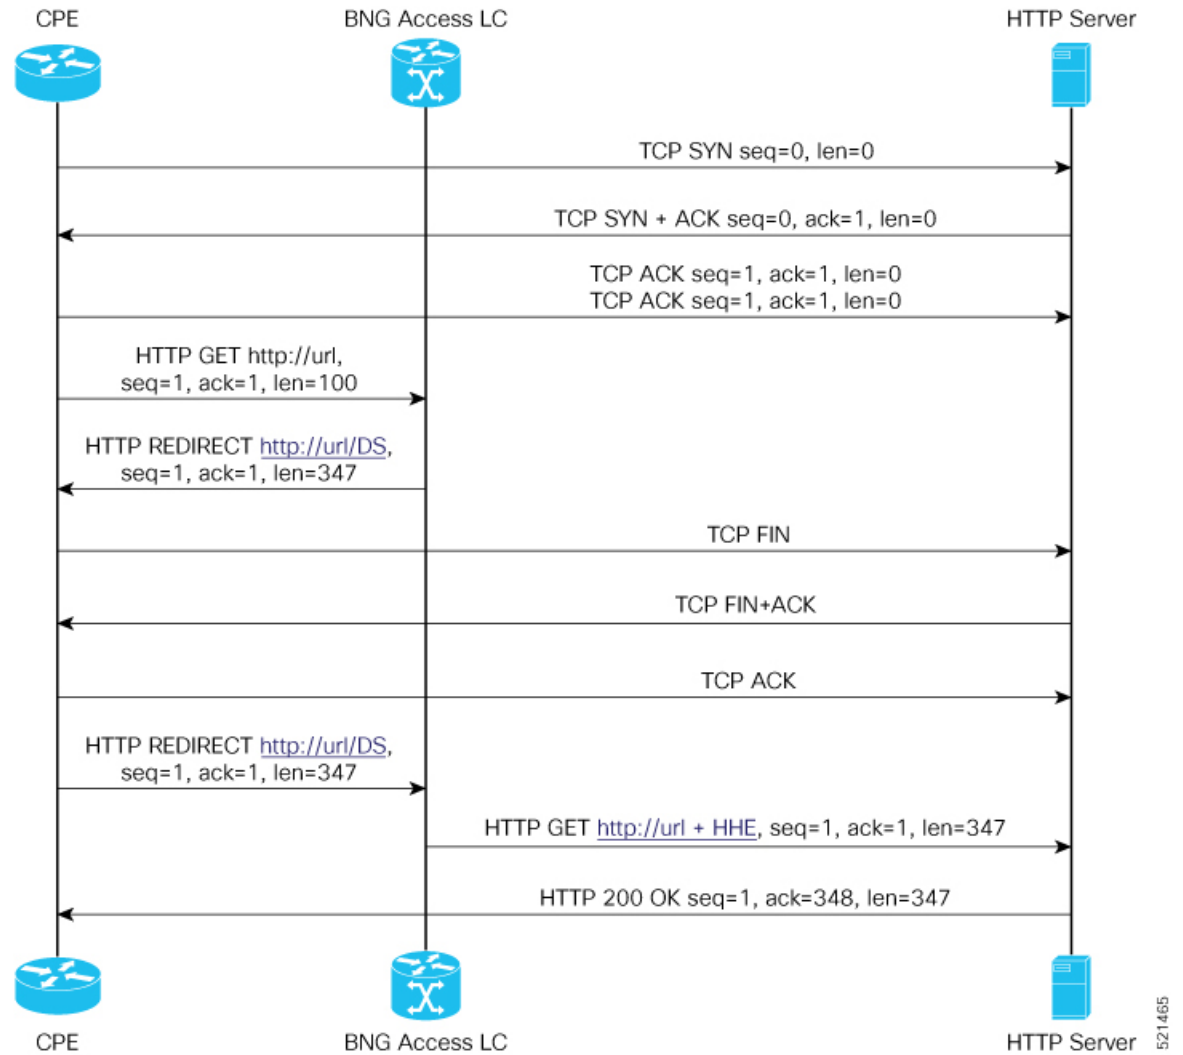 CPE
BNG Access LC
HTTP Server
TCP SYN seq=0, len=0
TCP SYN + ACK seq=0, ack=1, len=0
TCP ACK seq=1, ack=1, len=0
TCP ACK seq=1, ack=1, len=0
HTTP GET http://url,
seq=1, ack=1, len=100
HTTP REDIRECT http://url/DS,
seq=1, ack=1, len=347
TCP FIN
TCP FIN+ACK
TCP ACK
HTTP REDIRECT http://url/DS,
seq=1, ack=1, len=347
HTTP GET http://url + HHE, seq=1, ack=1, len=347
HTTP 200 OK seq=1, ack=348, len=347
CPE
BNG Access LC
HTTP Server
521465